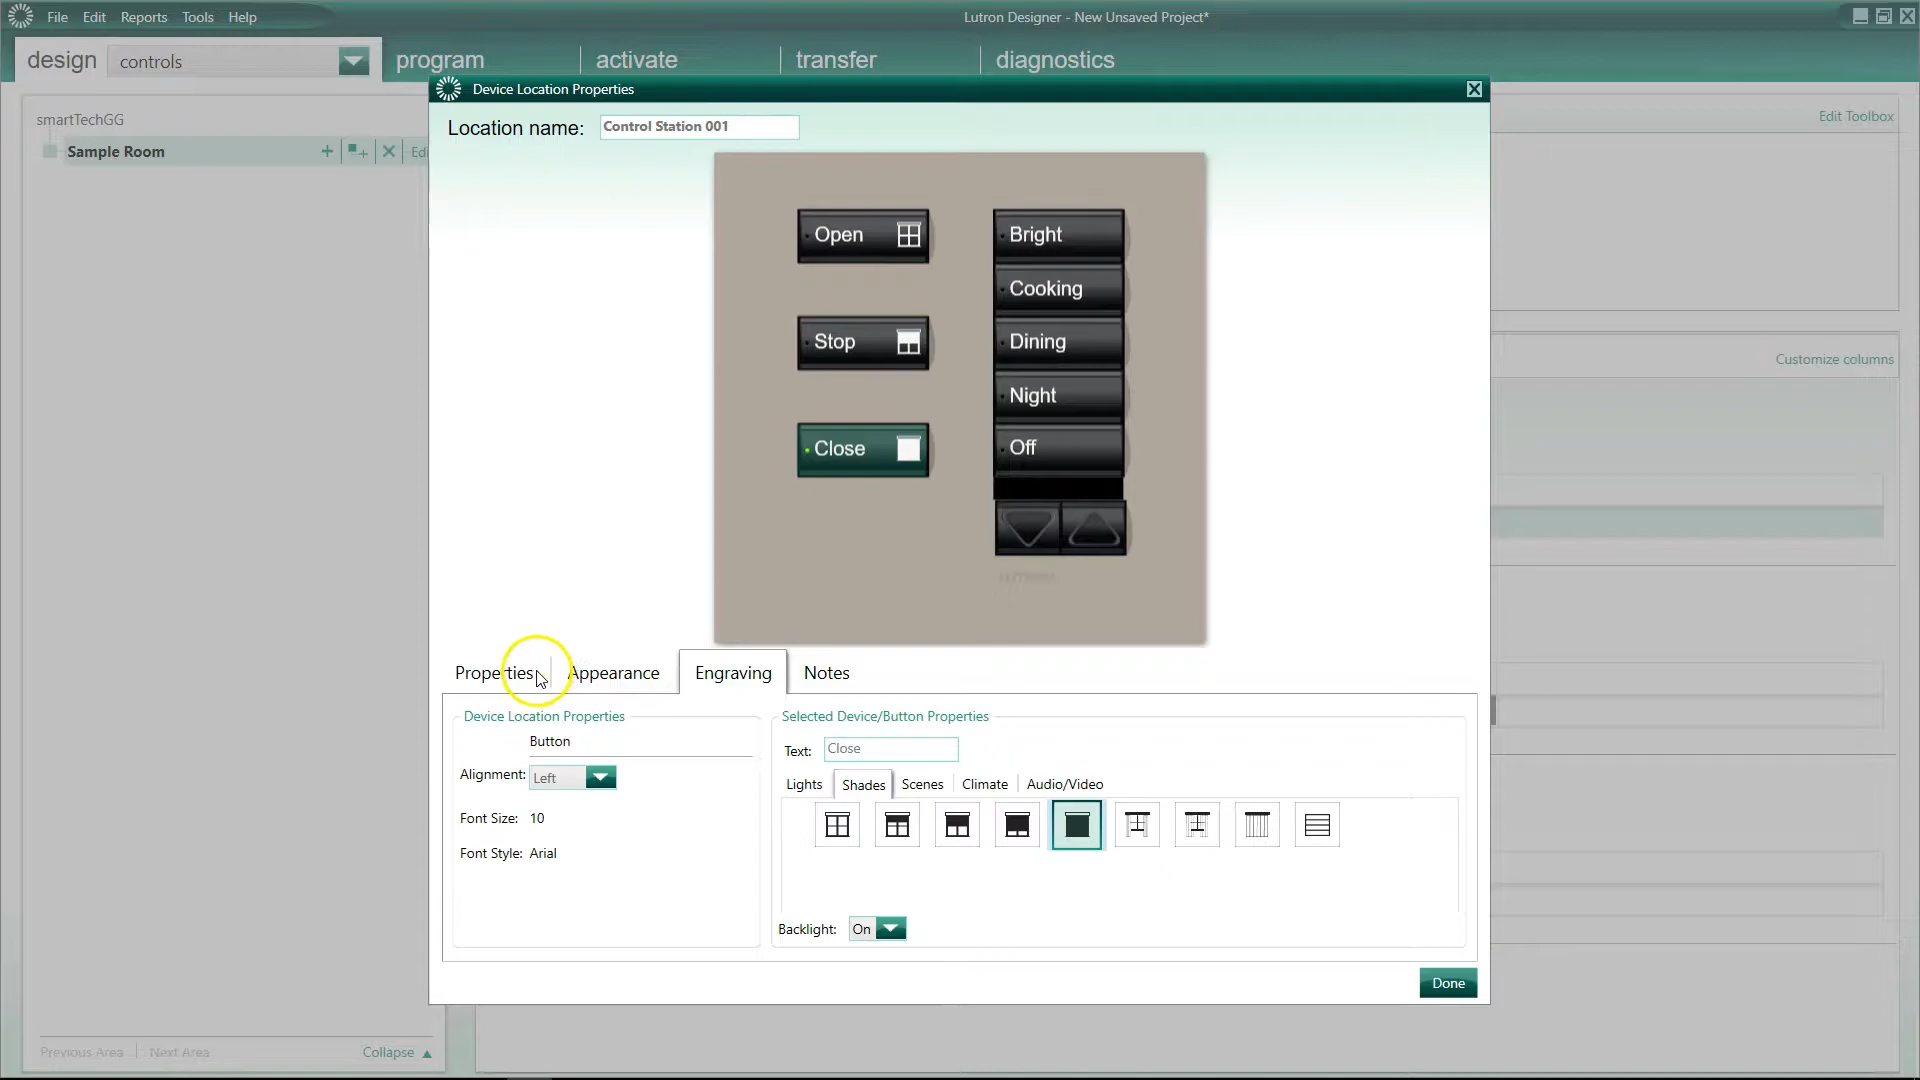 File Edit Reports Tools Help
Lutron Designer - New Unsaved Project*
design controls program activate transfer diagnostics
Device Location Properties
smartTechGG
Sample Room
Edit Toolbox
Location name: Control Station 001
Open
Bright
Cooking
Stop
Dining
Night
Close
Off
LUTRON
Customize columns
Properties Appearance Engraving Notes
Device Location Properties
Button
Alignment: Left
Font Size: 10
Font Style: Arial
Selected Device/Button Properties
Text: Close
Lights Shades Scenes Climate Audio/Video
Backlight: On
Done
Previous Area Next Area Collapse